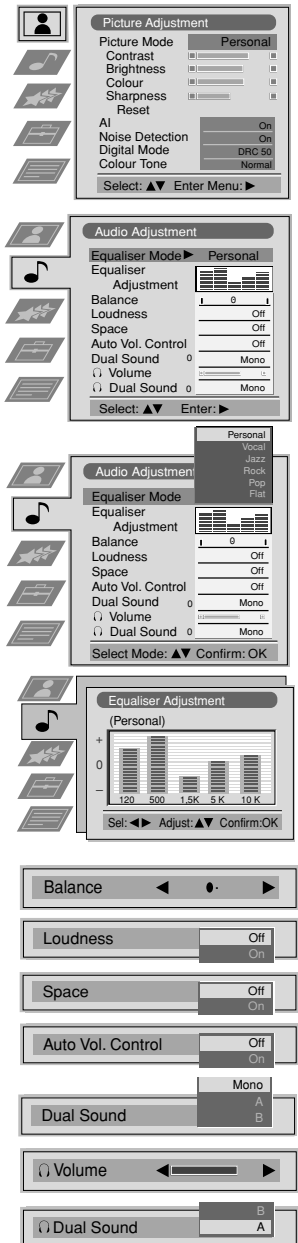 Picture Adjustment
Picture Mode Personal
Contrast
Brightness
Colour
Sharpness
Reset
AI On
Noise Detection On
Digital Mode DRC 50
Colour Tone Normal
Select: ▲▼ Enter Menu: ▶
Audio Adjustment
Equaliser Mode ▶ Personal
Equaliser
Adjustment
Balance 0
Loudness Off
Space Off
Auto Vol. Control Off
Dual Sound 0 Mono
Volume
Dual Sound 0 Mono
Select: ▲▼ Enter: ▶
Personal
Vocal
Jazz
Rock
Pop
Flat
Audio Adjustment
Equaliser Mode
Equaliser
Adjustment
Balance 0
Loudness Off
Space Off
Auto Vol. Control Off
Dual Sound 0 Mono
Volume
Dual Sound 0 Mono
Select Mode: ▲▼ Confirm: OK
Equaliser Adjustment
(Personal)
+
0
–
120 500 1,5K 5 K 10 K
Sel: ◀▶ Adjust: ▲▼ Confirm:OK
Balance ◀ ▶
Loudness Off
On
Space Off
On
Auto Vol. Control Off
On
Mono
A
Dual Sound B
Volume ◀ ▶
B
Dual Sound A